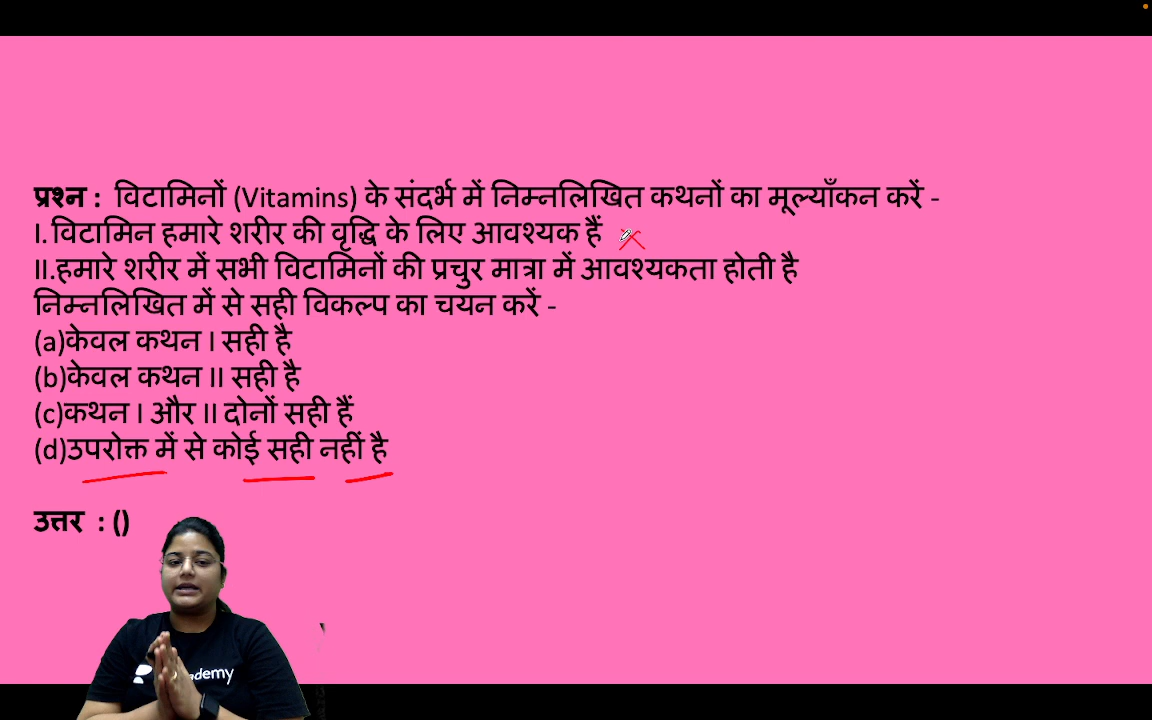 प्रश्न : विटामिनों (Vitamins) के संदर्भ में निम्नलिखित कथनों का मूल्याँकन करें -
I. विटामिन हमारे शरीर की वृद्धि के लिए आवश्यक हैं
II.हमारे शरीर में सभी विटामिनों की प्रचुर मात्रा में आवश्यकता होती है
निम्नलिखित में से सही विकल्प का चयन करें -
(a)केवल कथन I सही है
(b)केवल कथन II सही है
(c)कथन I और II दोनों सही हैं
(d)उपरोक्त में से कोई सही नहीं है
उत्तर : ()